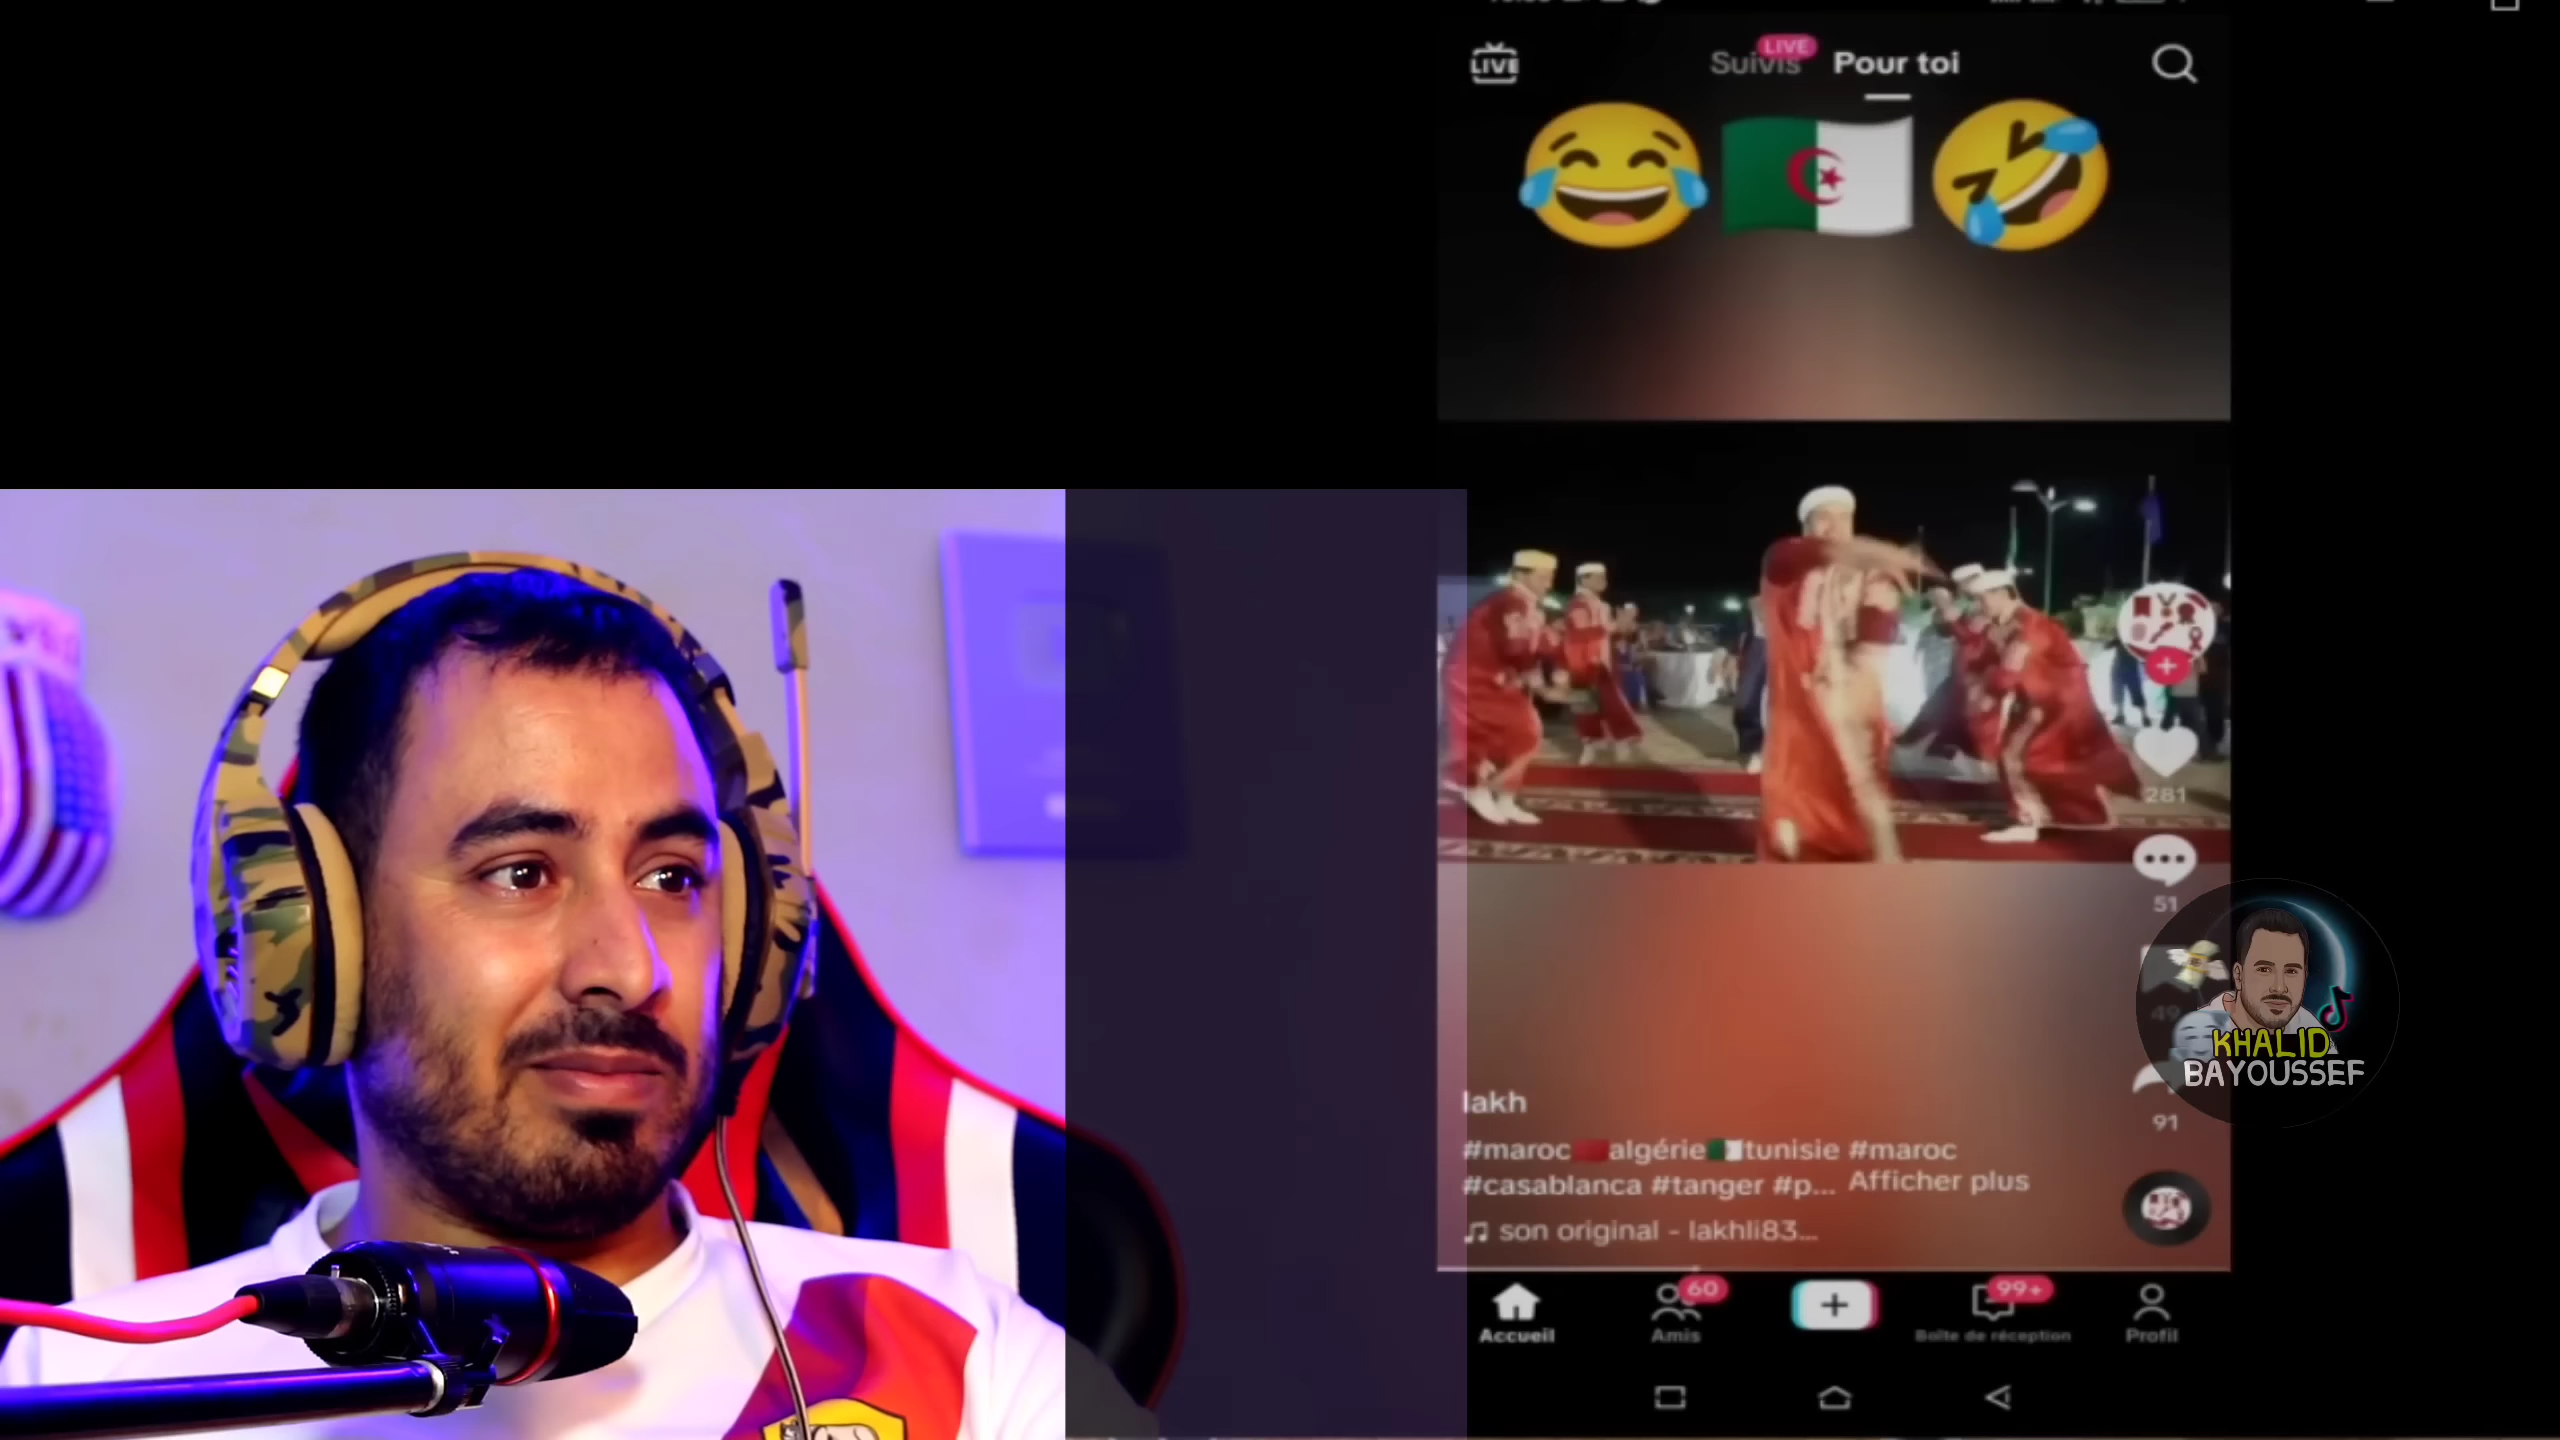 LIVE
LIVE
Suivis Pour toi
281
51
49
KHALID
BAYOUSSEF
91
lakh
#maroc🇲🇦algérie🇩🇿tunisie #maroc
#casablanca #tanger #p... Afficher plus
son original - lakhli83...
60
99+
Accueil
Amis
Boîte de réception
Profil